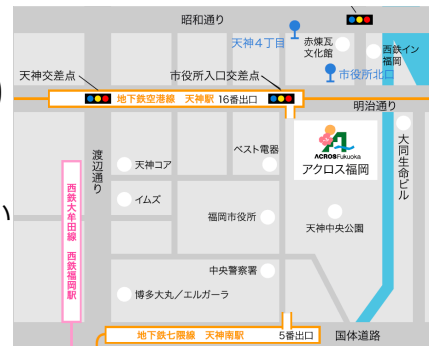 昭和通り
天神4丁目
赤煉瓦
文化館
西鉄イン
福岡
天神交差点
市役所入口交差点
市役所北口
地下鉄空港線 天神駅 16番出口
明治通り
渡辺通り
天神コア
ベスト電器
ACROS Fukuoka
アクロス福岡
大同生命ビル
イムズ
福岡市役所
天神中央公園
西鉄大牟田線 西鉄福岡駅
い
中央警察署
博多大丸／エルガーラ
地下鉄七隈線 天神南駅 5番出口
国体道路